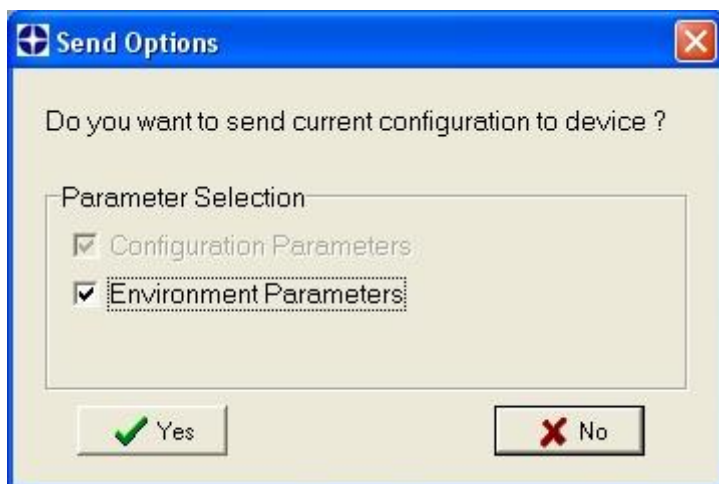 Send Options
Do you want to send current configuration to device ?
Parameter Selection
Configuration Parameters
Environment Parameters
Yes
No